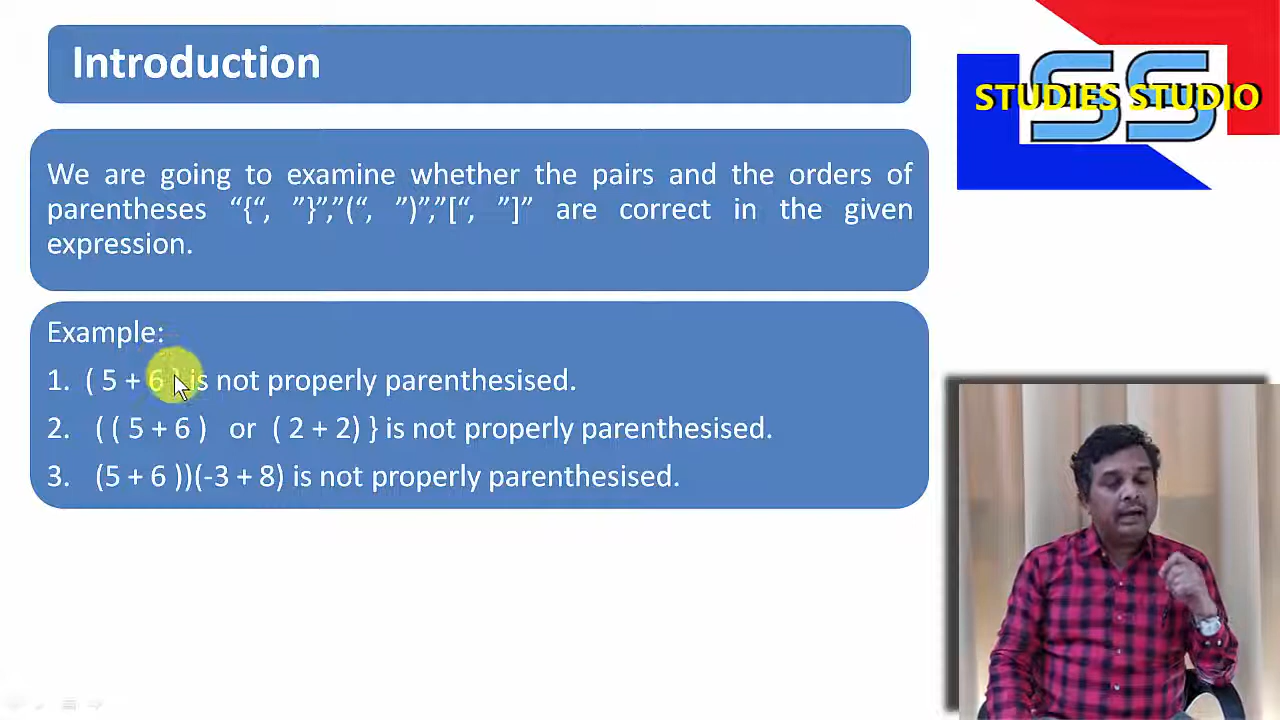 Introduction
SS
STUDIES STUDIO
We are going to examine whether the pairs and the orders of
parentheses “{“, ”}”,”(“, ”)”,”[“, ”]” are correct in the given
expression.
Example:
1. ( 5 + 6 } is not properly parenthesised.
2. ( ( 5 + 6 ) or ( 2 + 2) } is not properly parenthesised.
3. (5 + 6 ))(-3 + 8) is not properly parenthesised.